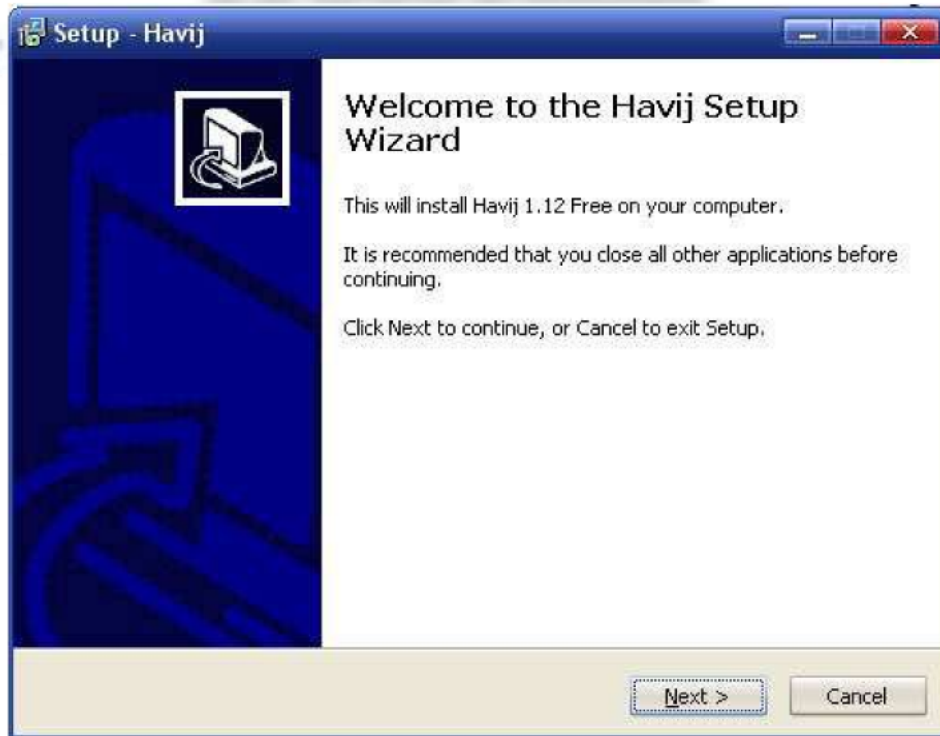 Setup - Havij
Welcome to the Havij Setup
Wizard
This will install Havij 1.12 Free on your computer.
It is recommended that you close all other applications before
continuing.
Click Next to continue, or Cancel to exit Setup.
Next >
Cancel